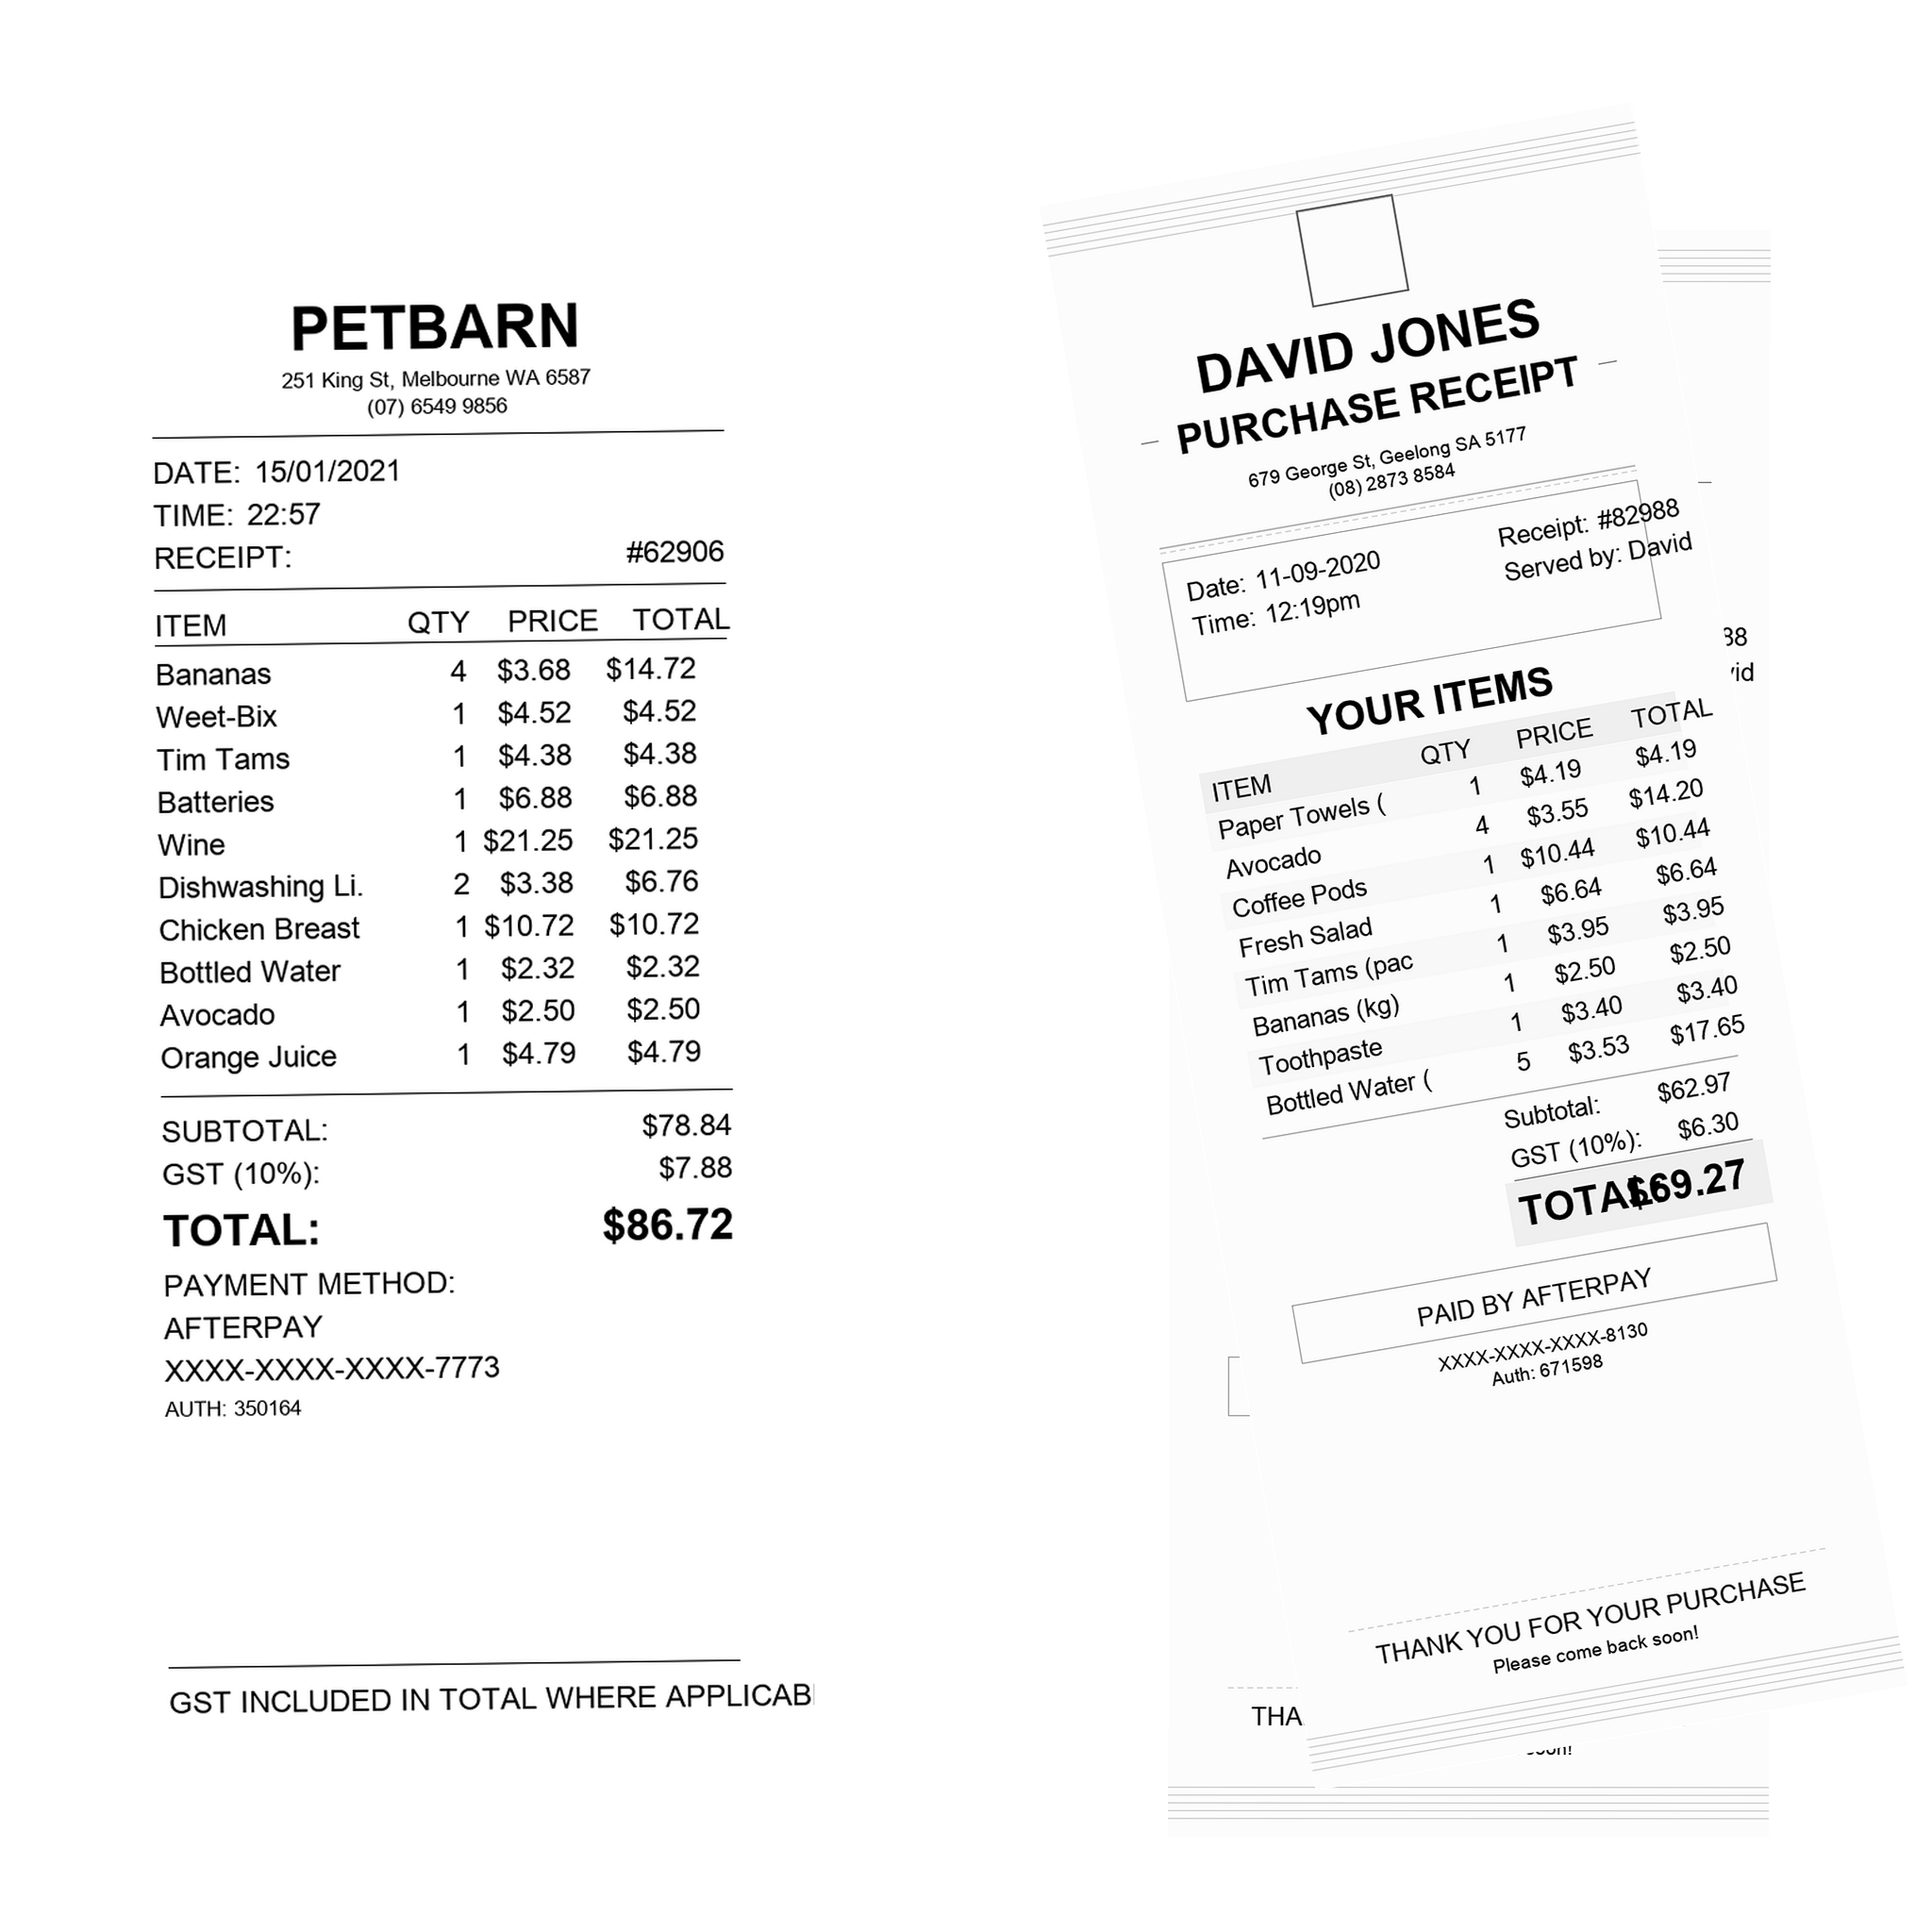 PETBARN
251 King St, Melbourne WA 6587
(07) 6549 9856
DATE: 15/01/2021
TIME: 22:57
RECEIPT: #62906
ITEM QTY PRICE TOTAL
Bananas 4 $3.68 $14.72
Weet-Bix 1 $4.52 $4.52
Tim Tams 1 $4.38 $4.38
Batteries 1 $6.88 $6.88
Wine 1 $21.25 $21.25
Dishwashing Li. 2 $3.38 $6.76
Chicken Breast 1 $10.72 $10.72
Bottled Water 1 $2.32 $2.32
Avocado 1 $2.50 $2.50
Orange Juice 1 $4.79 $4.79
SUBTOTAL: $78.84
GST (10%): $7.88
TOTAL: $86.72
PAYMENT METHOD:
AFTERPAY
XXXX-XXXX-XXXX-7773
AUTH: 350164
GST INCLUDED IN TOTAL WHERE
DAVID JONES
PURCHASE RECEIPT
679 George St, Geelong SA 5177
(08) 2873 8584
Date: 11-09-2020 Receipt: #82988
Time: 12:19pm Served by: David
YOUR ITEMS
ITEM QTY PRICE TOTAL
Paper Towels ( 1 $4.19 $4.19
Avocado 4 $3.55 $14.20
Coffee Pods 1 $10.44 $10.44
Fresh Salad 1 $6.64 $6.64
Tim Tams (pac 1 $3.95 $3.95
Bananas (kg) 1 $2.50 $2.50
Toothpaste 1 $3.40 $3.40
Bottled Water ( 5 $3.53 $17.65
Subtotal: $62.97
GST (10%): $6.30
TOTAL: $69.27
PAID BY AFTERPAY
XXXX-XXXX-XXXX-8130
Auth: 671598
THANK YOU FOR YOUR PURCHASE
Please come back soon!